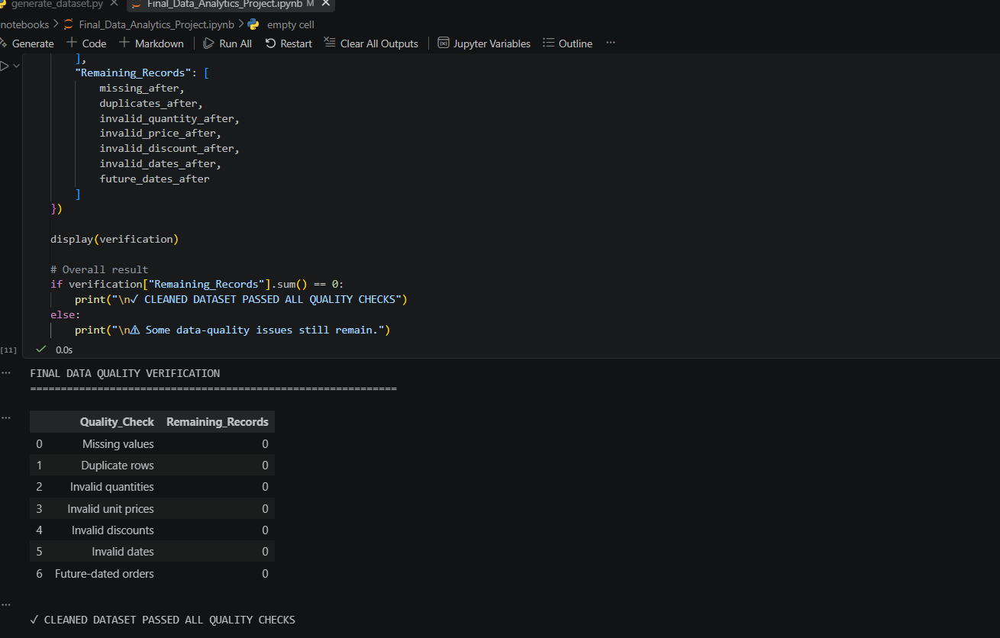 generate_dataset.py × Final_Data_Analytics_Project.ipynb M ×
notebooks > Final_Data_Analytics_Project.ipynb > empty cell
Generate + Code + Markdown | Run All Restart Clear All Outputs | Jupyter Variables Outline ...
],
"Remaining_Records": [
missing_after,
duplicates_after,
invalid_quantity_after,
invalid_price_after,
invalid_discount_after,
invalid_dates_after,
future_dates_after
]
})
display(verification)
# Overall result
if verification["Remaining_Records"].sum() == 0:
print("\n✓ CLEANED DATASET PASSED ALL QUALITY CHECKS")
else:
print("\n⚠ Some data-quality issues still remain.")
[11] ✓ 0.0s
... FINAL DATA QUALITY VERIFICATION
============================================================
...
Quality_Check Remaining_Records
0 Missing values 0
1 Duplicate rows 0
2 Invalid quantities 0
3 Invalid unit prices 0
4 Invalid discounts 0
5 Invalid dates 0
6 Future-dated orders 0
...
✓ CLEANED DATASET PASSED ALL QUALITY CHECKS